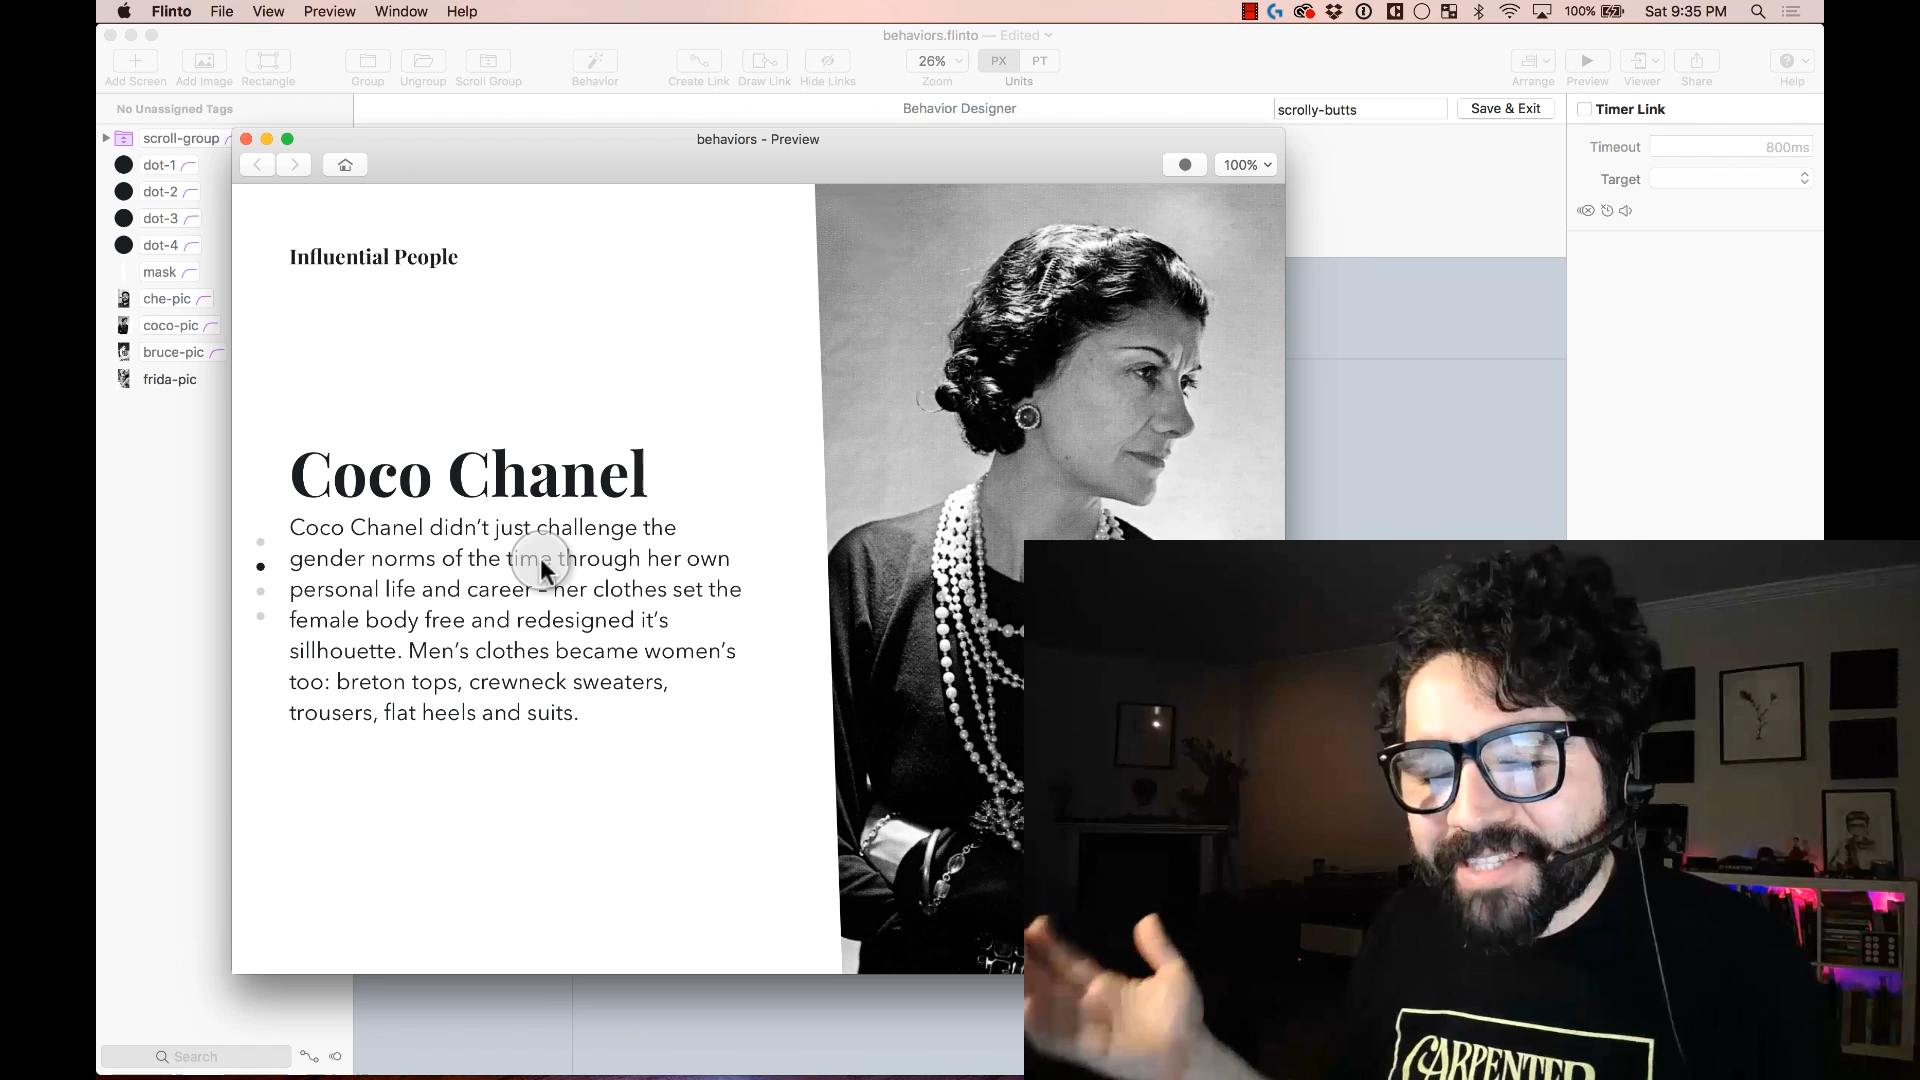 Flinto File View Preview Window Help
100% Sat 9:35 PM
behaviors.flinto — Edited
26% PX PT
Add Screen Add Image Rectangle Group Ungroup Scroll Group Behavior Create Link Draw Link Hide Links Zoom Units Arrange Preview Viewer Share Help
No Unassigned Tags Behavior Designer scrolly-butts Save & Exit Timer Link
scroll-group
behaviors - Preview
Timeout 800ms
dot-1
100%
Target
dot-2
dot-3
dot-4
mask
che-pic
coco-pic
bruce-pic
frida-pic
Influential People
Coco Chanel
Coco Chanel didn't just challenge the
gender norms of the time through her own
personal life and career - her clothes set the
female body free and redesigned it's
sillhouette. Men's clothes became women's
too: breton tops, crewneck sweaters,
trousers, flat heels and suits.
Search
CARPENTER